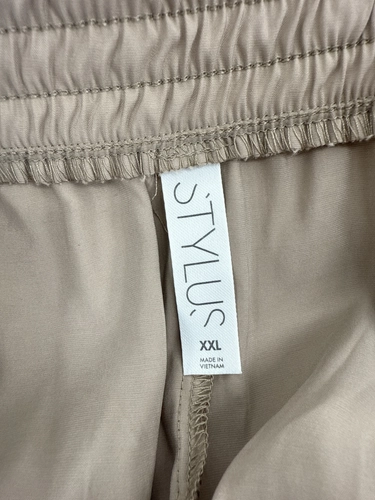 STYLUS.
XXL
MADE IN
VIETNAM